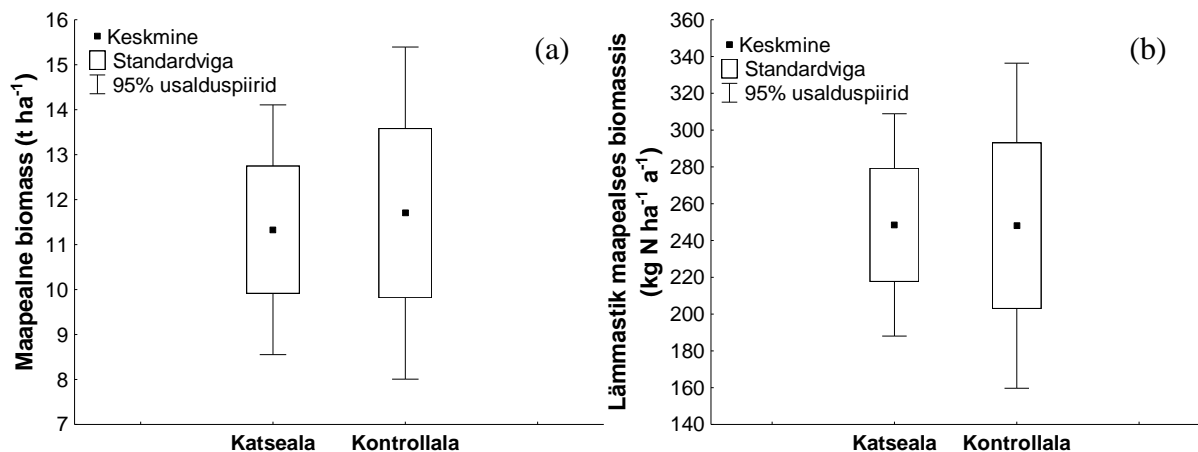 Maapealne biomass (t ha⁻¹)
16
15
14
13
12
11
10
9
8
7
Keskmine
Standardviga
95% usalduspiirid
(a)
Katseala
Kontrollala
Lämmastik maapealses biomassis
(kg N ha⁻¹ a⁻¹)
360
340
320
300
280
260
240
220
200
180
160
140
Keskmine
Standardviga
95% usalduspiirid
(b)
Katseala
Kontrollala